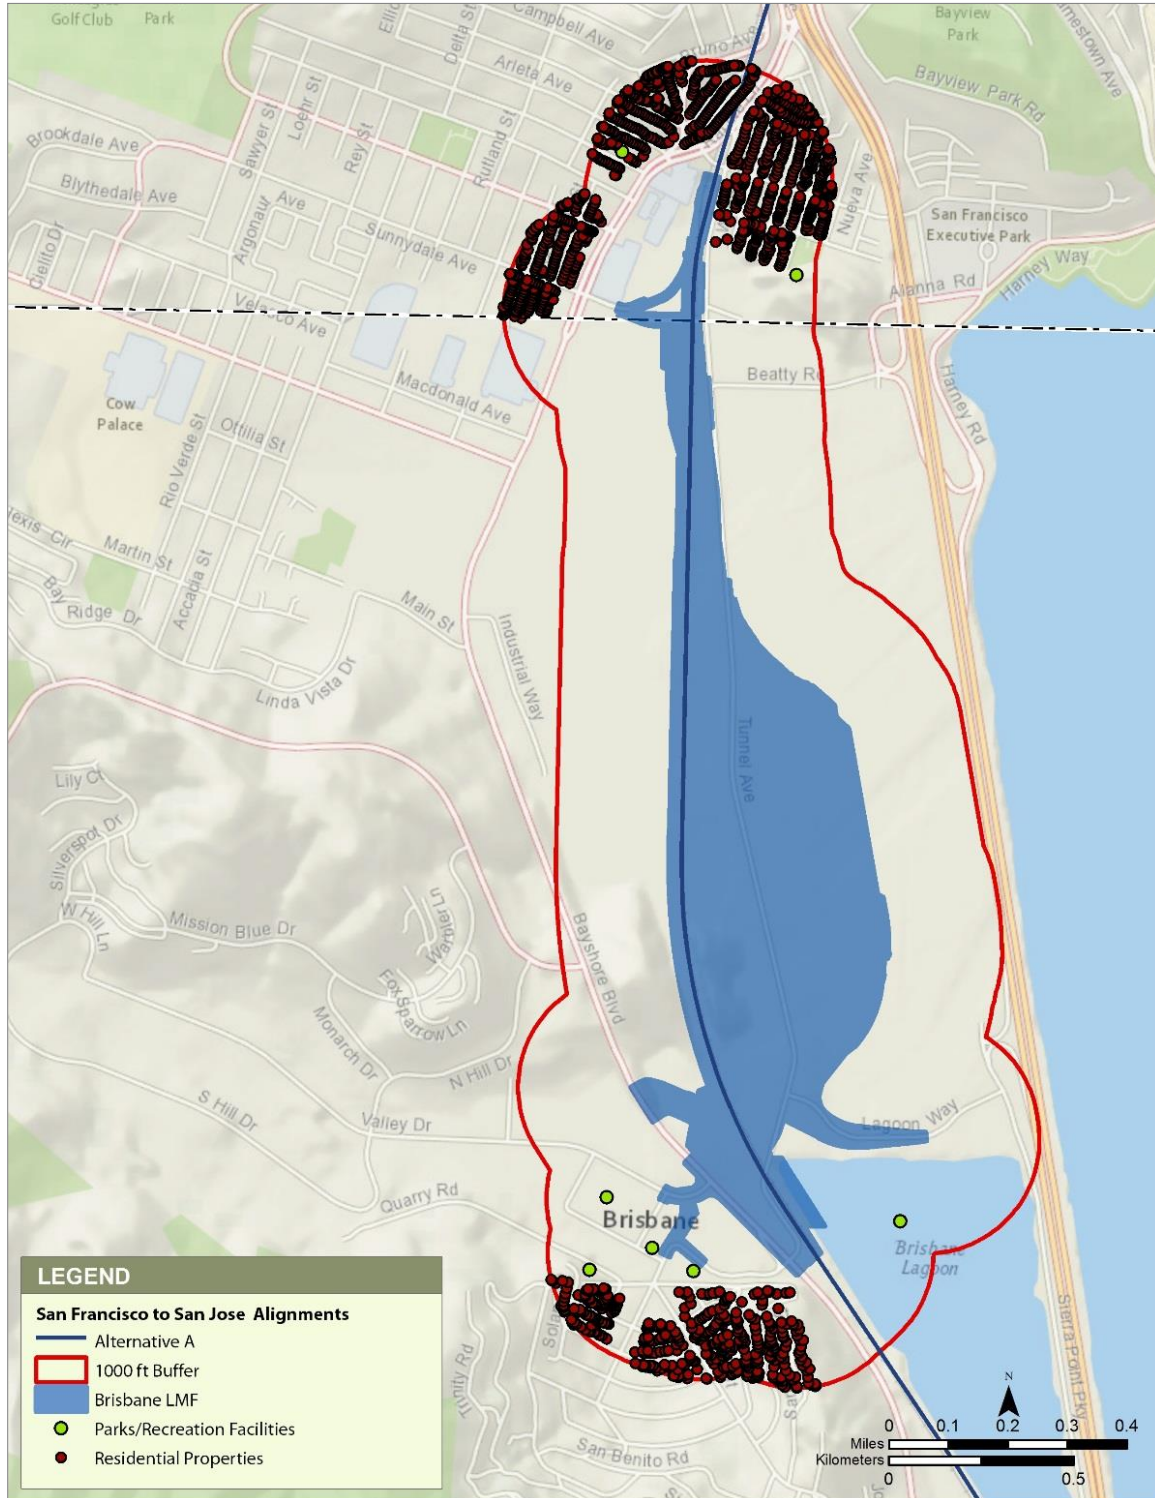 Golf Club
Park
Campbell Ave
Delta St
Bruno Ave
Bayview
Park
Arleta Ave
Bayview Park Rd
Loehr St
Sawyer St
Rey St
Rutland St
Brookdale Ave
Blythedale Ave
Nueva Ave
San Francisco
Executive Park
Argonaut
Ave
Sunnydale Ave
Cielito Dr
Harney Way
Alanna Rd
Velasco Ave
Beatty Rd
Macdonald Ave
Harney Rd
Cow
Palace
Ottilia St
Rio Verde St
Martin St
Accacia St
Bay
Ridge Dr
Main St
Industrial Way
Linda Vista Dr
Tunnel Ave
Lily Ct
Silverspot Dr
W Hill Ln
Mission Blue Dr
Warbler Ln
Fox
Sparrow Ln
Bayshore Blvd
Monarch Dr
N Hill Dr
S Hill Dr
Valley Dr
Lagoon Way
Quarry Rd
Brisbane
Brisbane
Lagoon
Trinity Rd
San Benito Rd
Sierra Point Pky
LEGEND
San Francisco to San Jose Alignments
Alternative A
1000 ft Buffer
Brisbane LMF
Parks/Recreation Facilities
Residential Properties
N
0 0.1 0.2 0.3 0.4
Miles
Kilometers
0 0.5